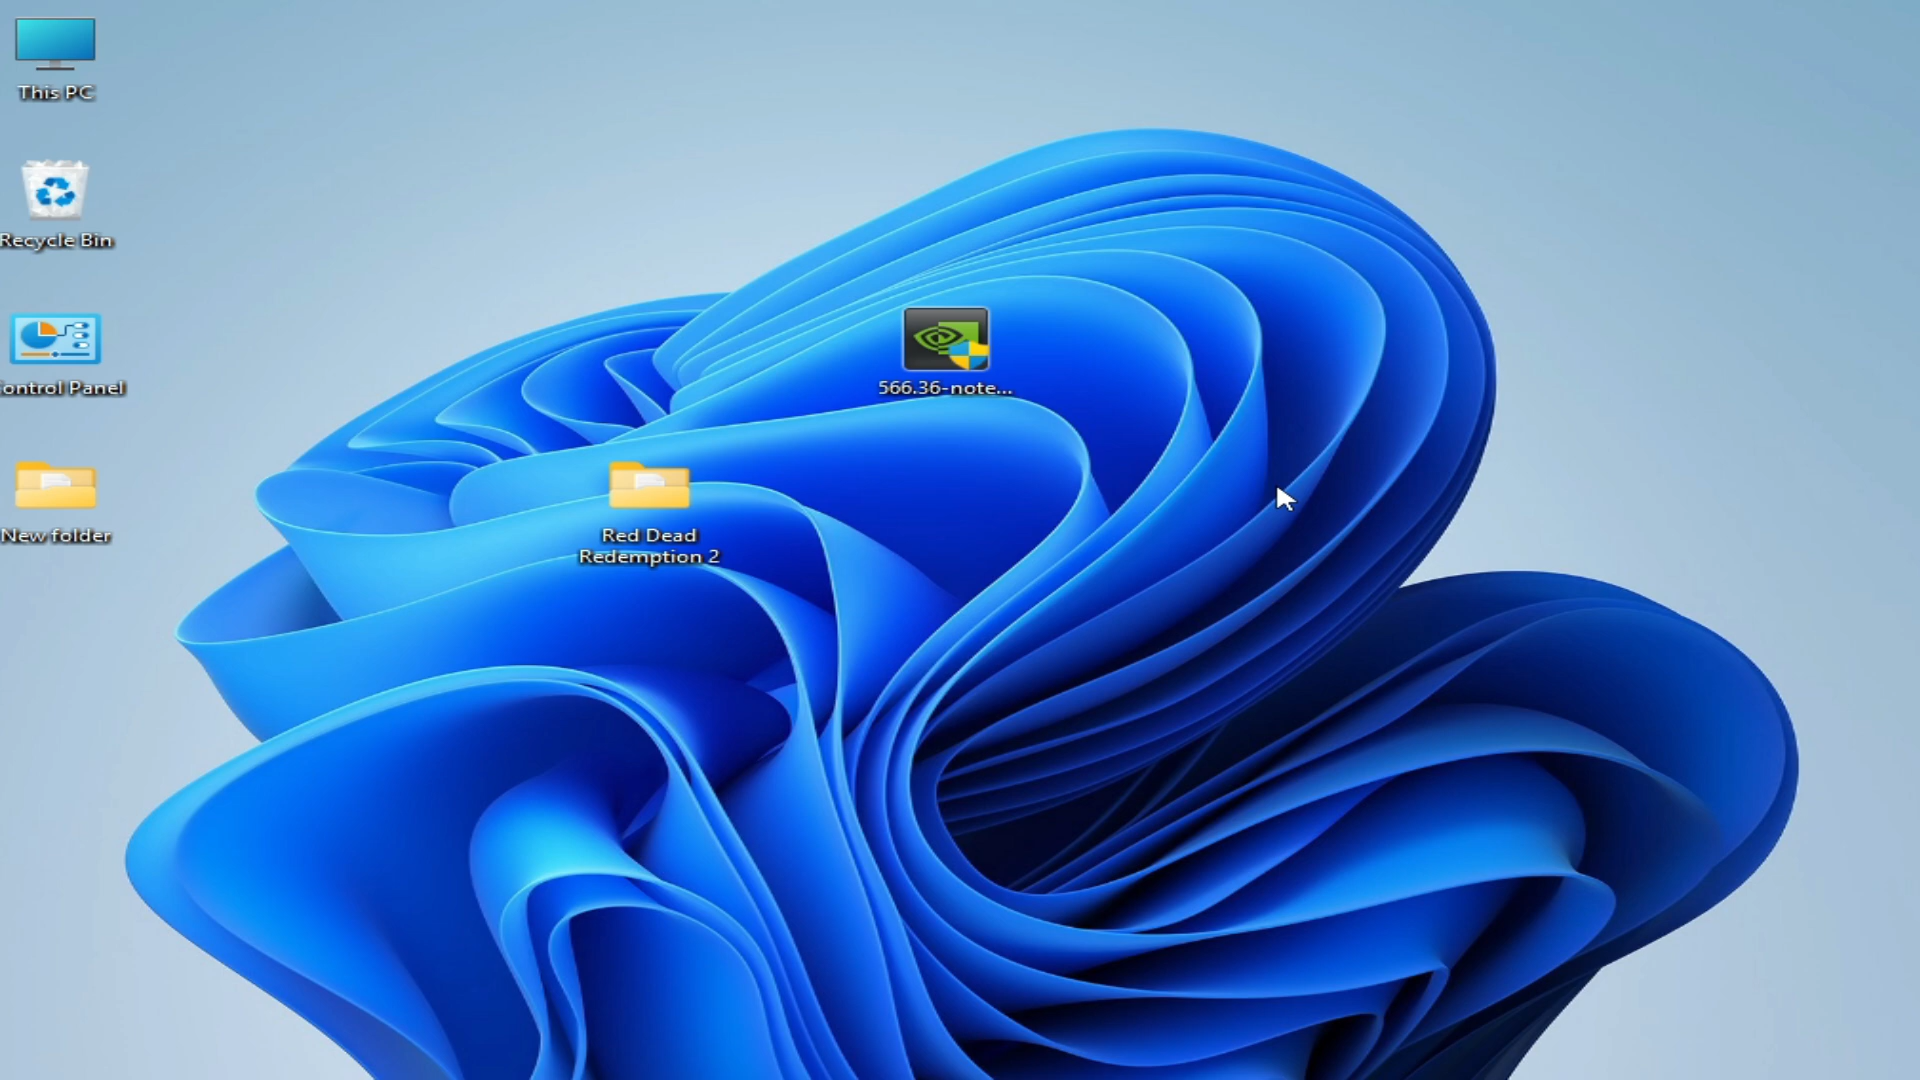 This PC
Recycle Bin
ontrol Panel
New folder
566.36-note...
Red Dead
Redemption 2